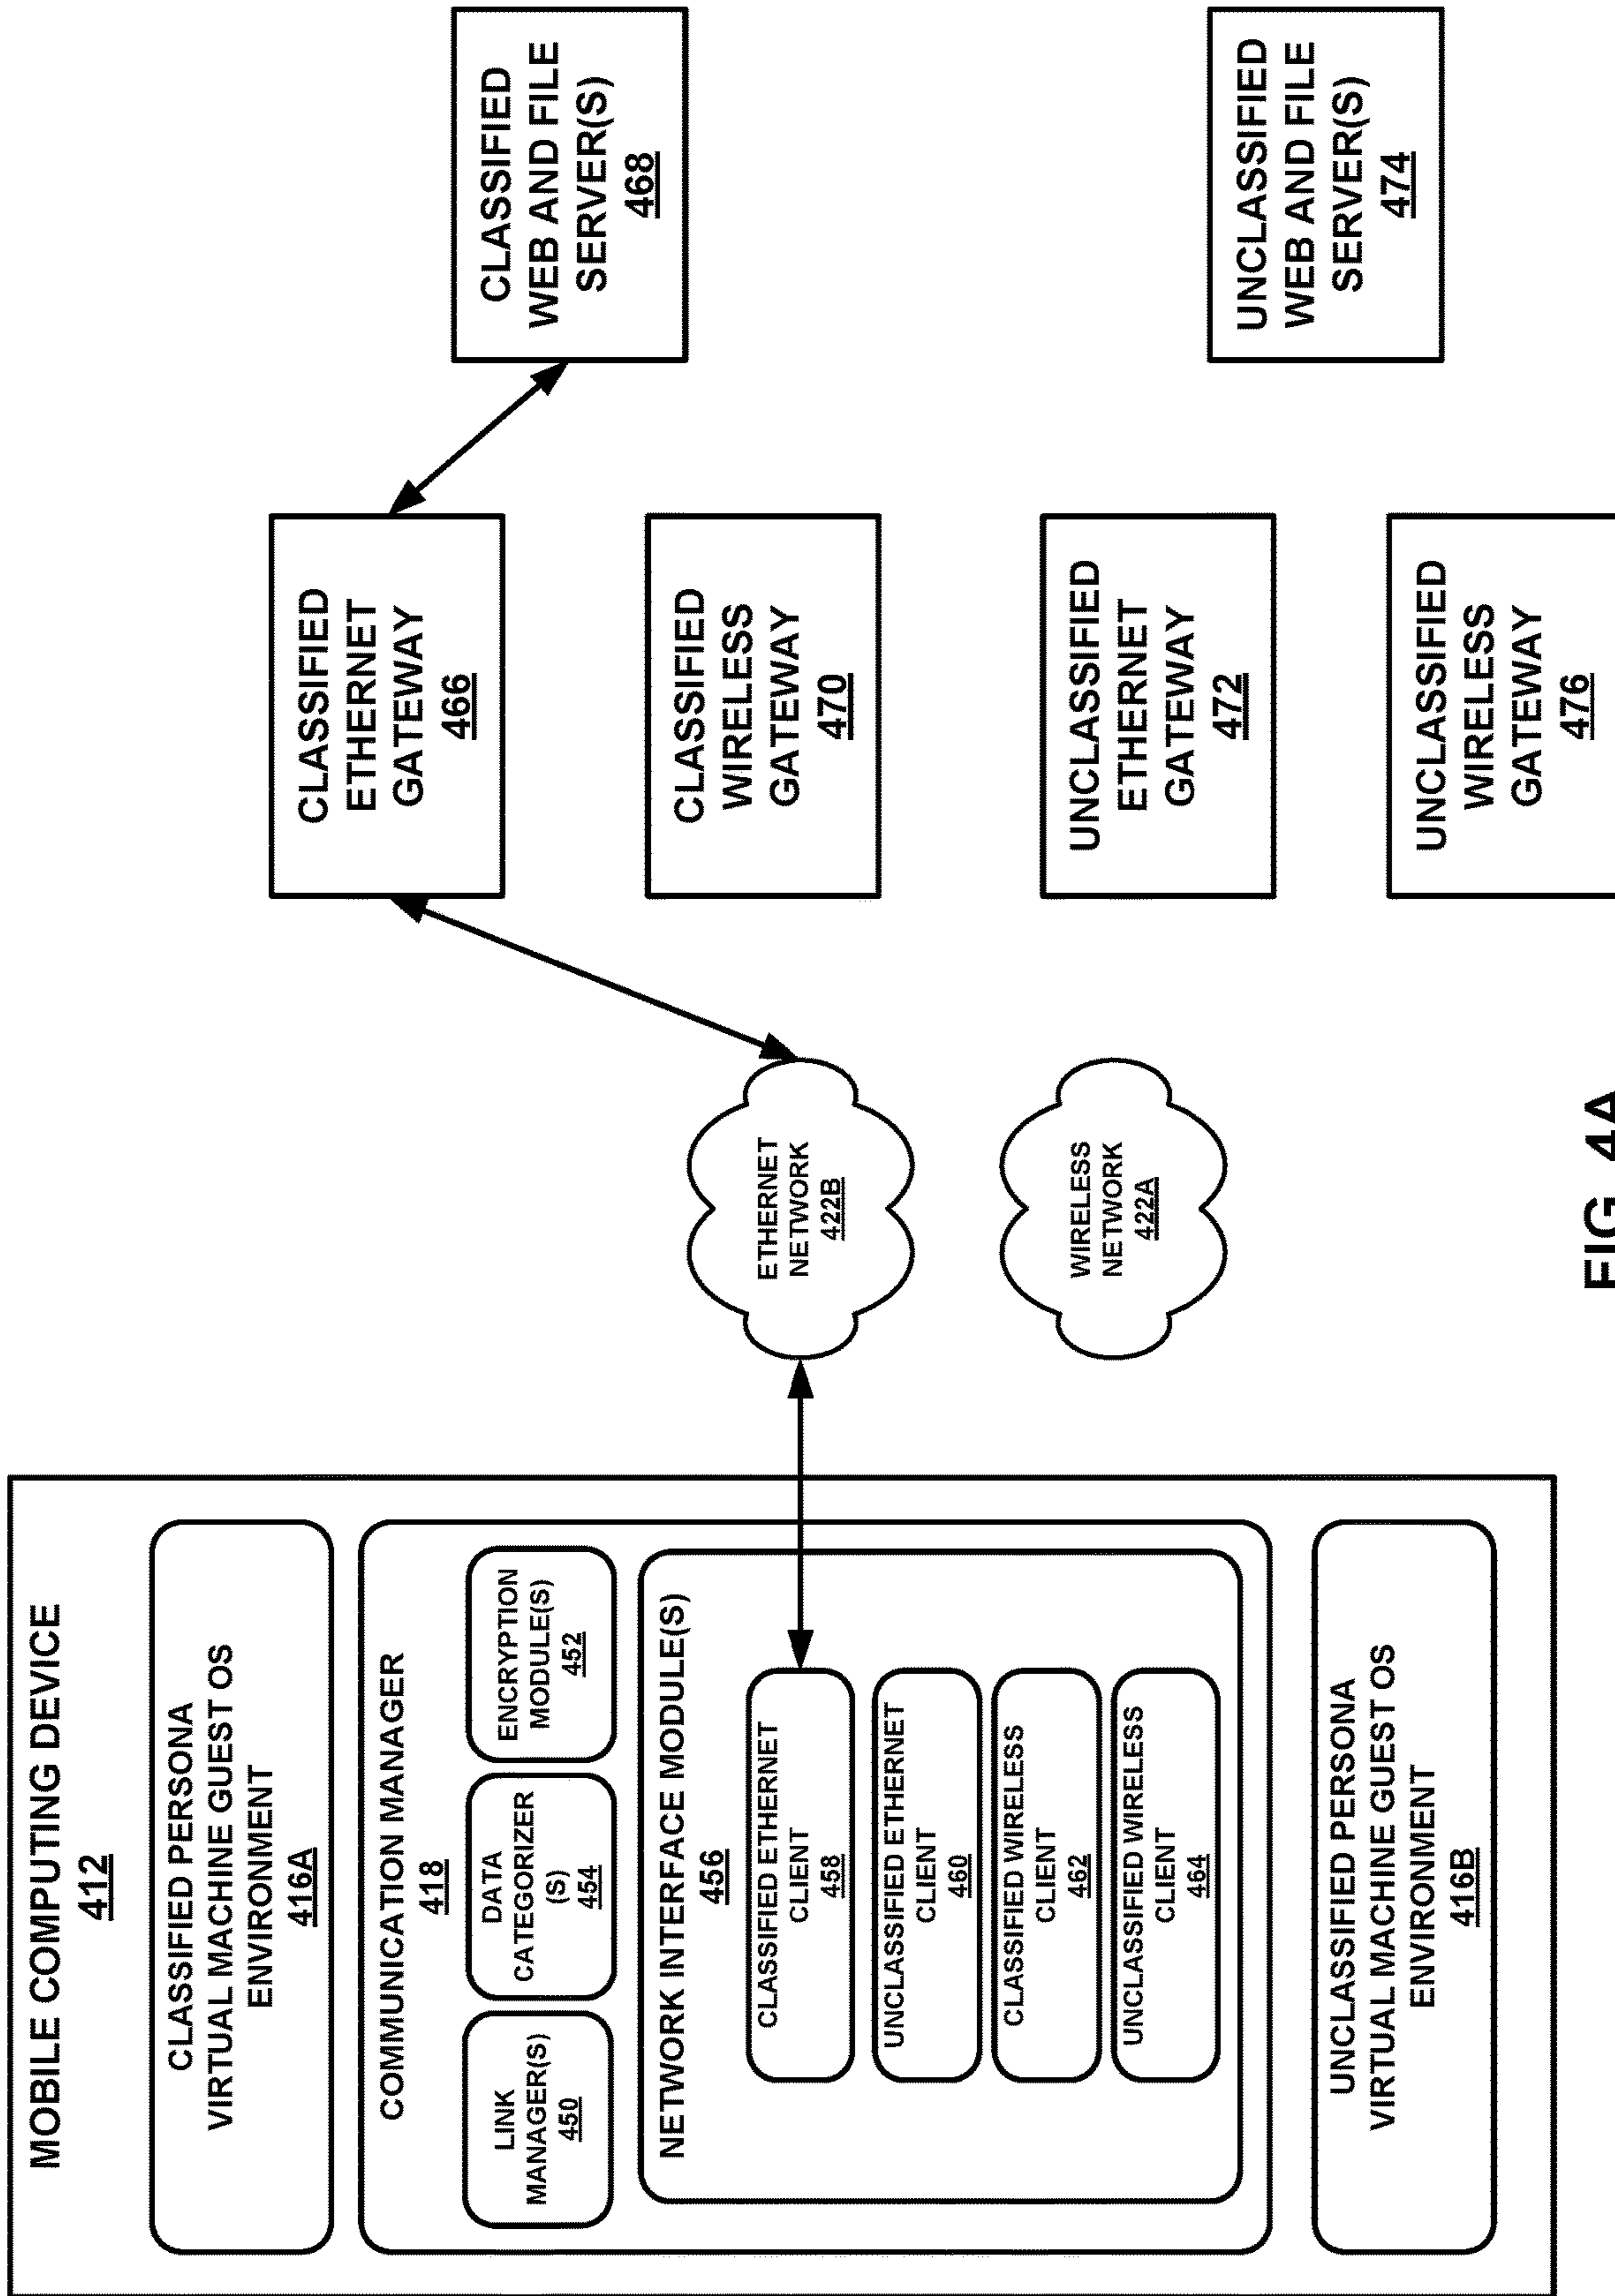 MOBILE COMPUTING DEVICE
412
CLASSIFIED PERSONA
VIRTUAL MACHINE GUEST OS
ENVIRONMENT
416A
COMMUNICATION MANAGER
418
LINK
MANAGER(S)
450
DATA
CATEGORIZER
(S)
454
ENCRYPTION
MODULE(S)
452
NETWORK INTERFACE MODULE(S)
456
CLASSIFIED ETHERNET
CLIENT
458
UNCLASSIFIED ETHERNET
CLIENT
460
CLASSIFIED WIRELESS
CLIENT
462
UNCLASSIFIED WIRELESS
CLIENT
464
UNCLASSIFIED PERSONA
VIRTUAL MACHINE GUEST OS
ENVIRONMENT
416B
ETHERNET
NETWORK
422B
WIRELESS
NETWORK
422A
CLASSIFIED
ETHERNET
GATEWAY
466
CLASSIFIED
WIRELESS
GATEWAY
470
UNCLASSIFIED
ETHERNET
GATEWAY
472
UNCLASSIFIED
WIRELESS
GATEWAY
476
CLASSIFIED
WEB AND FILE
SERVER(S)
468
UNCLASSIFIED
WEB AND FILE
SERVER(S)
474
FIG. 4A